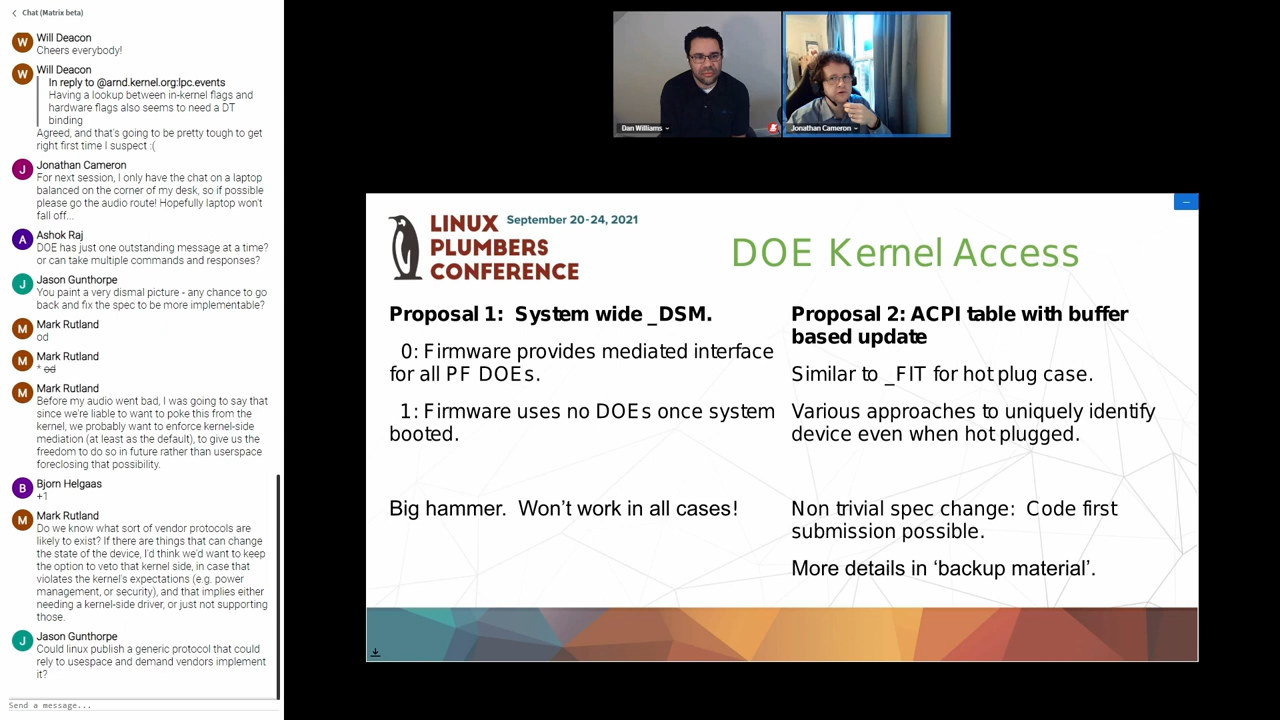 Chat (Matrix beta)
Will Deacon
Cheers everybody!
Will Deacon
In reply to @arnd.kernel.org:lpc.events
Having a lookup between in-kernel flags and
hardware flags also seems to need a DT
binding
Agreed, and that's going to be pretty tough to get
right first time I suspect :(
Jonathan Cameron
For next session, I only have the chat on a laptop
balanced on the corner of my desk, so if possible
please go the audio route! Hopefully laptop won't
fall off...
Ashok Raj
DOE has just one outstanding message at a time?
or can take multiple commands and responses?
Jason Gunthorpe
You paint a very dismal picture - any chance to go
back and fix the spec to be more implementable?
Mark Rutland
od
Mark Rutland
* od
Mark Rutland
Before my audio went bad, I was going to say that
since we're liable to want to poke this from the
kernel, we probably want to enforce kernel-side
mediation (at least as the default), to give us the
freedom to do so in future rather than userspace
foreclosing that possibility.
Bjorn Helgaas
+1
Mark Rutland
Do we know what sort of vendor protocols are
likely to exist? If there are things that can change
the state of the device, I'd think we'd want to keep
the option to veto that kernel side, in case that
violates the kernel's expectations (e.g. power
management, or security), and that implies either
needing a kernel-side driver, or just not supporting
those.
Jason Gunthorpe
Could linux publish a generic protocol that could
rely to usespace and demand vendors implement
it?
Send a message...
W
W
J
A
J
M
M
M
B
M
J
Dan Williams
Jonathan Cameron
LINUX
PLUMBERS
CONFERENCE
September 20-24, 2021
DOE Kernel Access
Proposal 1: System wide _DSM.
0: Firmware provides mediated interface
for all PF DOEs.
1: Firmware uses no DOEs once system
booted.
Big hammer. Won't work in all cases!
Proposal 2: ACPI table with buffer
based update
Similar to _FIT for hot plug case.
Various approaches to uniquely identify
device even when hot plugged.
Non trivial spec change: Code first
submission possible.
More details in ‘backup material’.